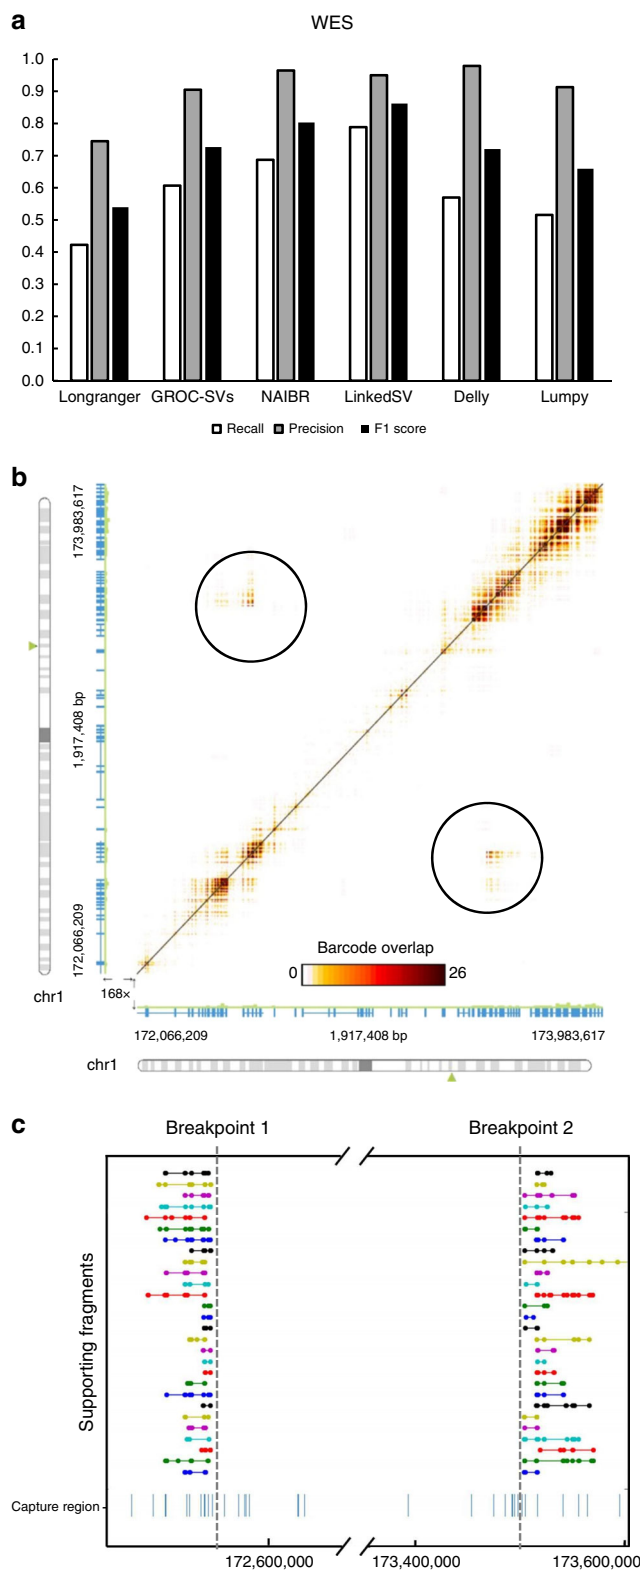 a
WES
1.0
0.9
0.8
0.7
0.6
0.5
0.4
0.3
0.2
0.1
0.0
Longranger GROC-SVs NAIBR LinkedSV Delly Lumpy
Recall Precision F1 score
b
173,983,617
1,917,408 bp
172,066,209
chr1
168×
Barcode overlap
0 26
172,066,209 1,917,408 bp 173,983,617
chr1
c
Breakpoint 1 Breakpoint 2
Supporting fragments
Capture region
172,600,000 173,400,000 173,600,000